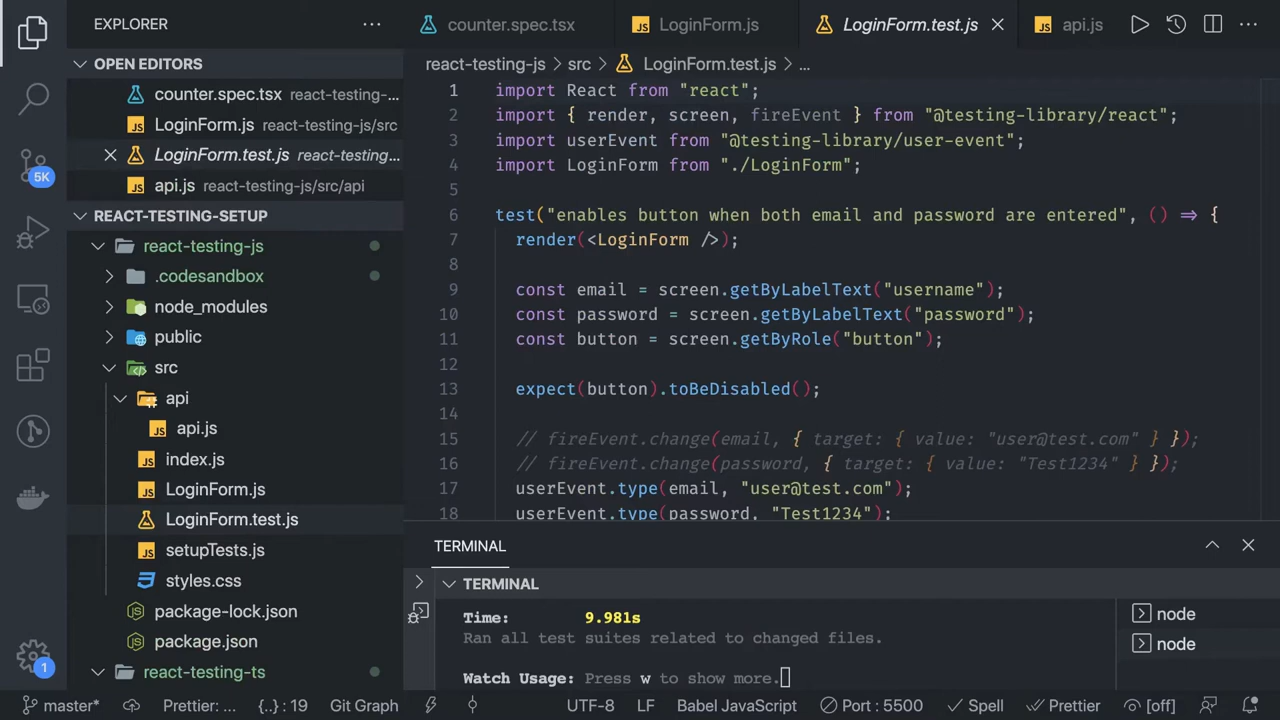 EXPLORER
OPEN EDITORS
counter.spec.tsx react-testing-...
LoginForm.js react-testing-js/src
LoginForm.test.js react-testing...
api.js react-testing-js/src/api
REACT-TESTING-SETUP
react-testing-js
.codesandbox
node_modules
public
src
api
api.js
index.js
LoginForm.js
LoginForm.test.js
setupTests.js
styles.css
package-lock.json
package.json
react-testing-ts
5K
1
counter.spec.tsx LoginForm.js LoginForm.test.js api.js
react-testing-js > src > LoginForm.test.js > ...
1 import React from "react";
2 import { render, screen, fireEvent } from "@testing-library/react";
3 import userEvent from "@testing-library/user-event";
4 import LoginForm from "./LoginForm";
5
6 test("enables button when both email and password are entered", () => {
7 render(<LoginForm />);
8
9 const email = screen.getByLabelText("username");
10 const password = screen.getByLabelText("password");
11 const button = screen.getByRole("button");
12
13 expect(button).toBeDisabled();
14
15 // fireEvent.change(email, { target: { value: "user@test.com" } });
16 // fireEvent.change(password, { target: { value: "Test1234" } });
17 userEvent.type(email, "user@test.com");
18 userEvent.type(password, "Test1234");
TERMINAL
TERMINAL
Time: 9.981s
Ran all test suites related to changed files.
Watch Usage: Press w to show more.
node
node
master* Prettier: ... {..} : 19 Git Graph UTF-8 LF Babel JavaScript Port : 5500 Spell Prettier [off]